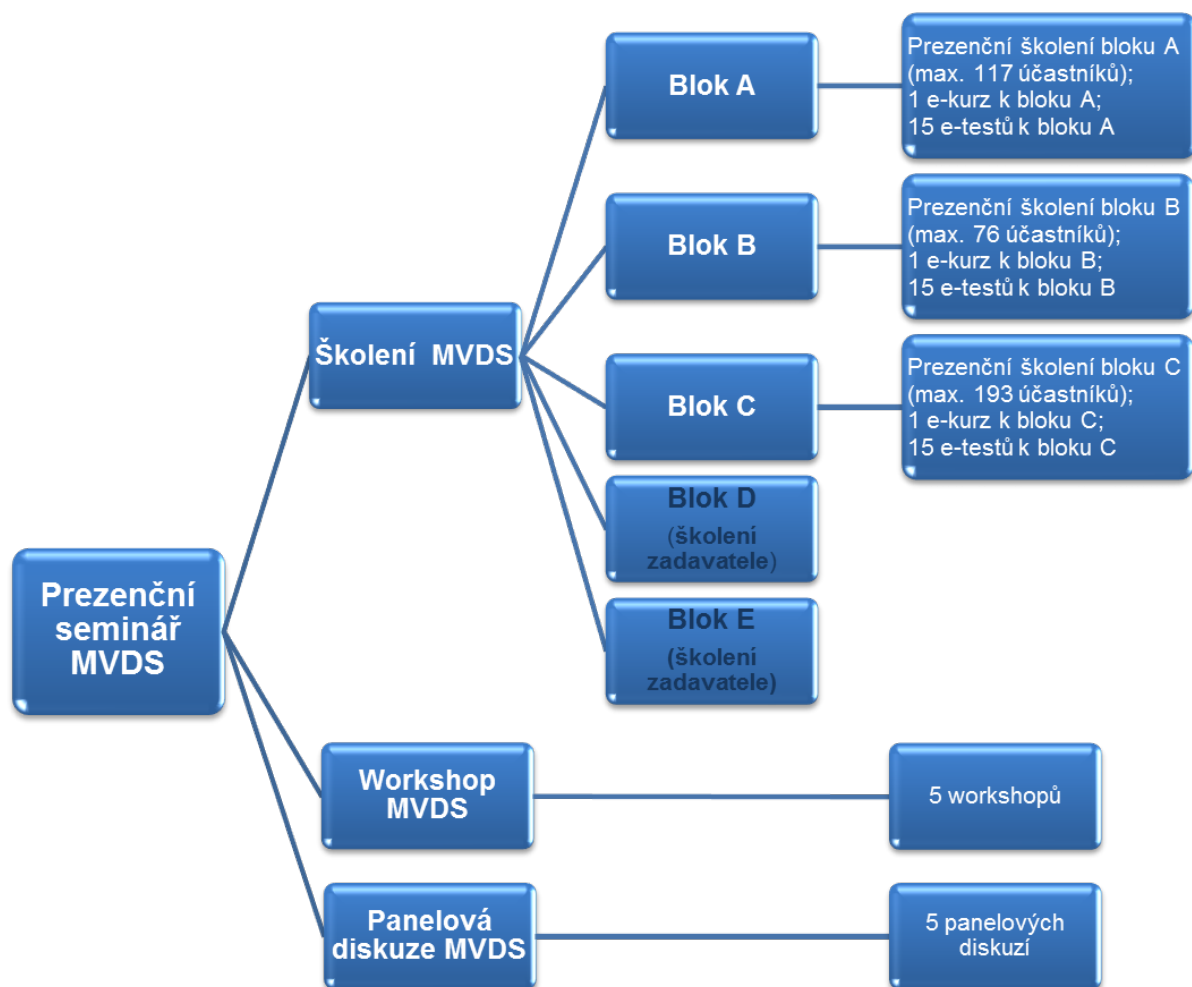 Prezenční
seminář
MVDS
Školení MVDS
Blok A
Prezenční školení bloku A
(max. 117 účastníků);
1 e-kurz k bloku A;
15 e-testů k bloku A
Blok B
Prezenční školení bloku B
(max. 76 účastníků);
1 e-kurz k bloku B;
15 e-testů k bloku B
Blok C
Prezenční školení bloku C
(max. 193 účastníků);
1 e-kurz k bloku C;
15 e-testů k bloku C
Blok D
(školení
zadavatele)
Blok E
(školení
zadavatele)
Workshop
MVDS
5 workshopů
Panelová
diskuze MVDS
5 panelových
diskuzí